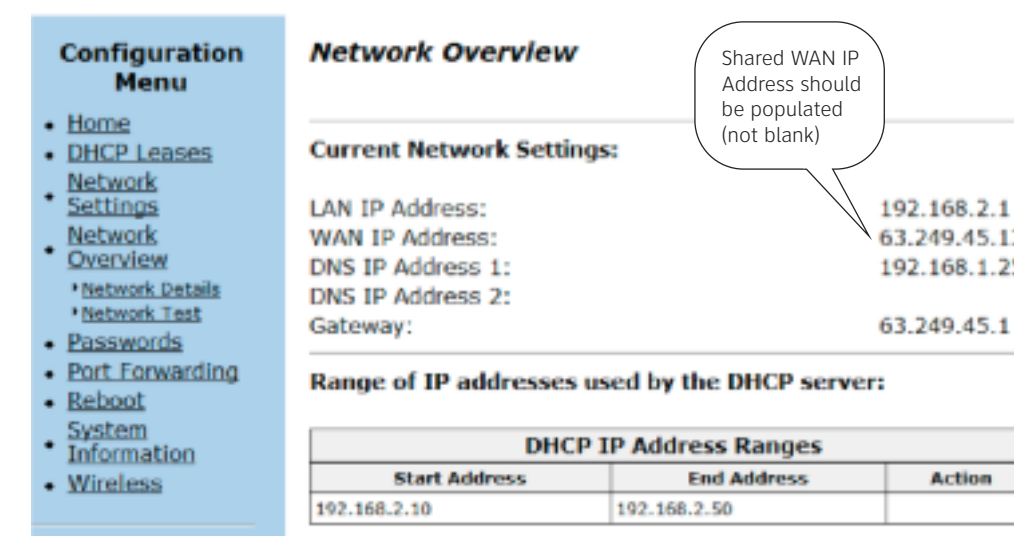 Configuration
Menu
Home
DHCP Leases
Network
Settings
Network
Overview
Network Details
Network Test
Passwords
Port Forwarding
Reboot
System
Information
Wireless
Network Overview
Shared WAN IP
Address should
be populated
(not blank)
Current Network Settings:
LAN IP Address: 192.168.2.1
WAN IP Address:
DNS IP Address 1:
DNS IP Address 2:
Gateway: 63.249.45.1
Range of IP addresses used by the DHCP server:
DHCP IP Address Ranges
Start Address End Address Action
192.168.2.10 192.168.2.50